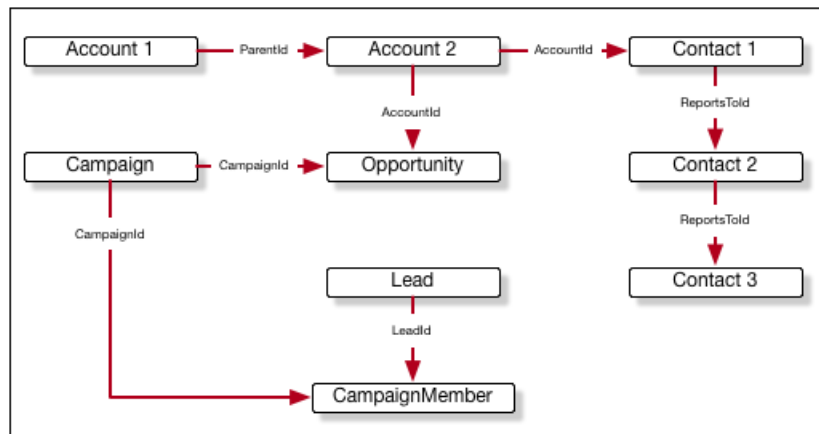 Account 1
ParentId
Account 2
AccountId
Contact 1
AccountId
ReportsToId
Campaign
CampaignId
Opportunity
Contact 2
CampaignId
ReportsToId
Lead
Contact 3
LeadId
CampaignMember